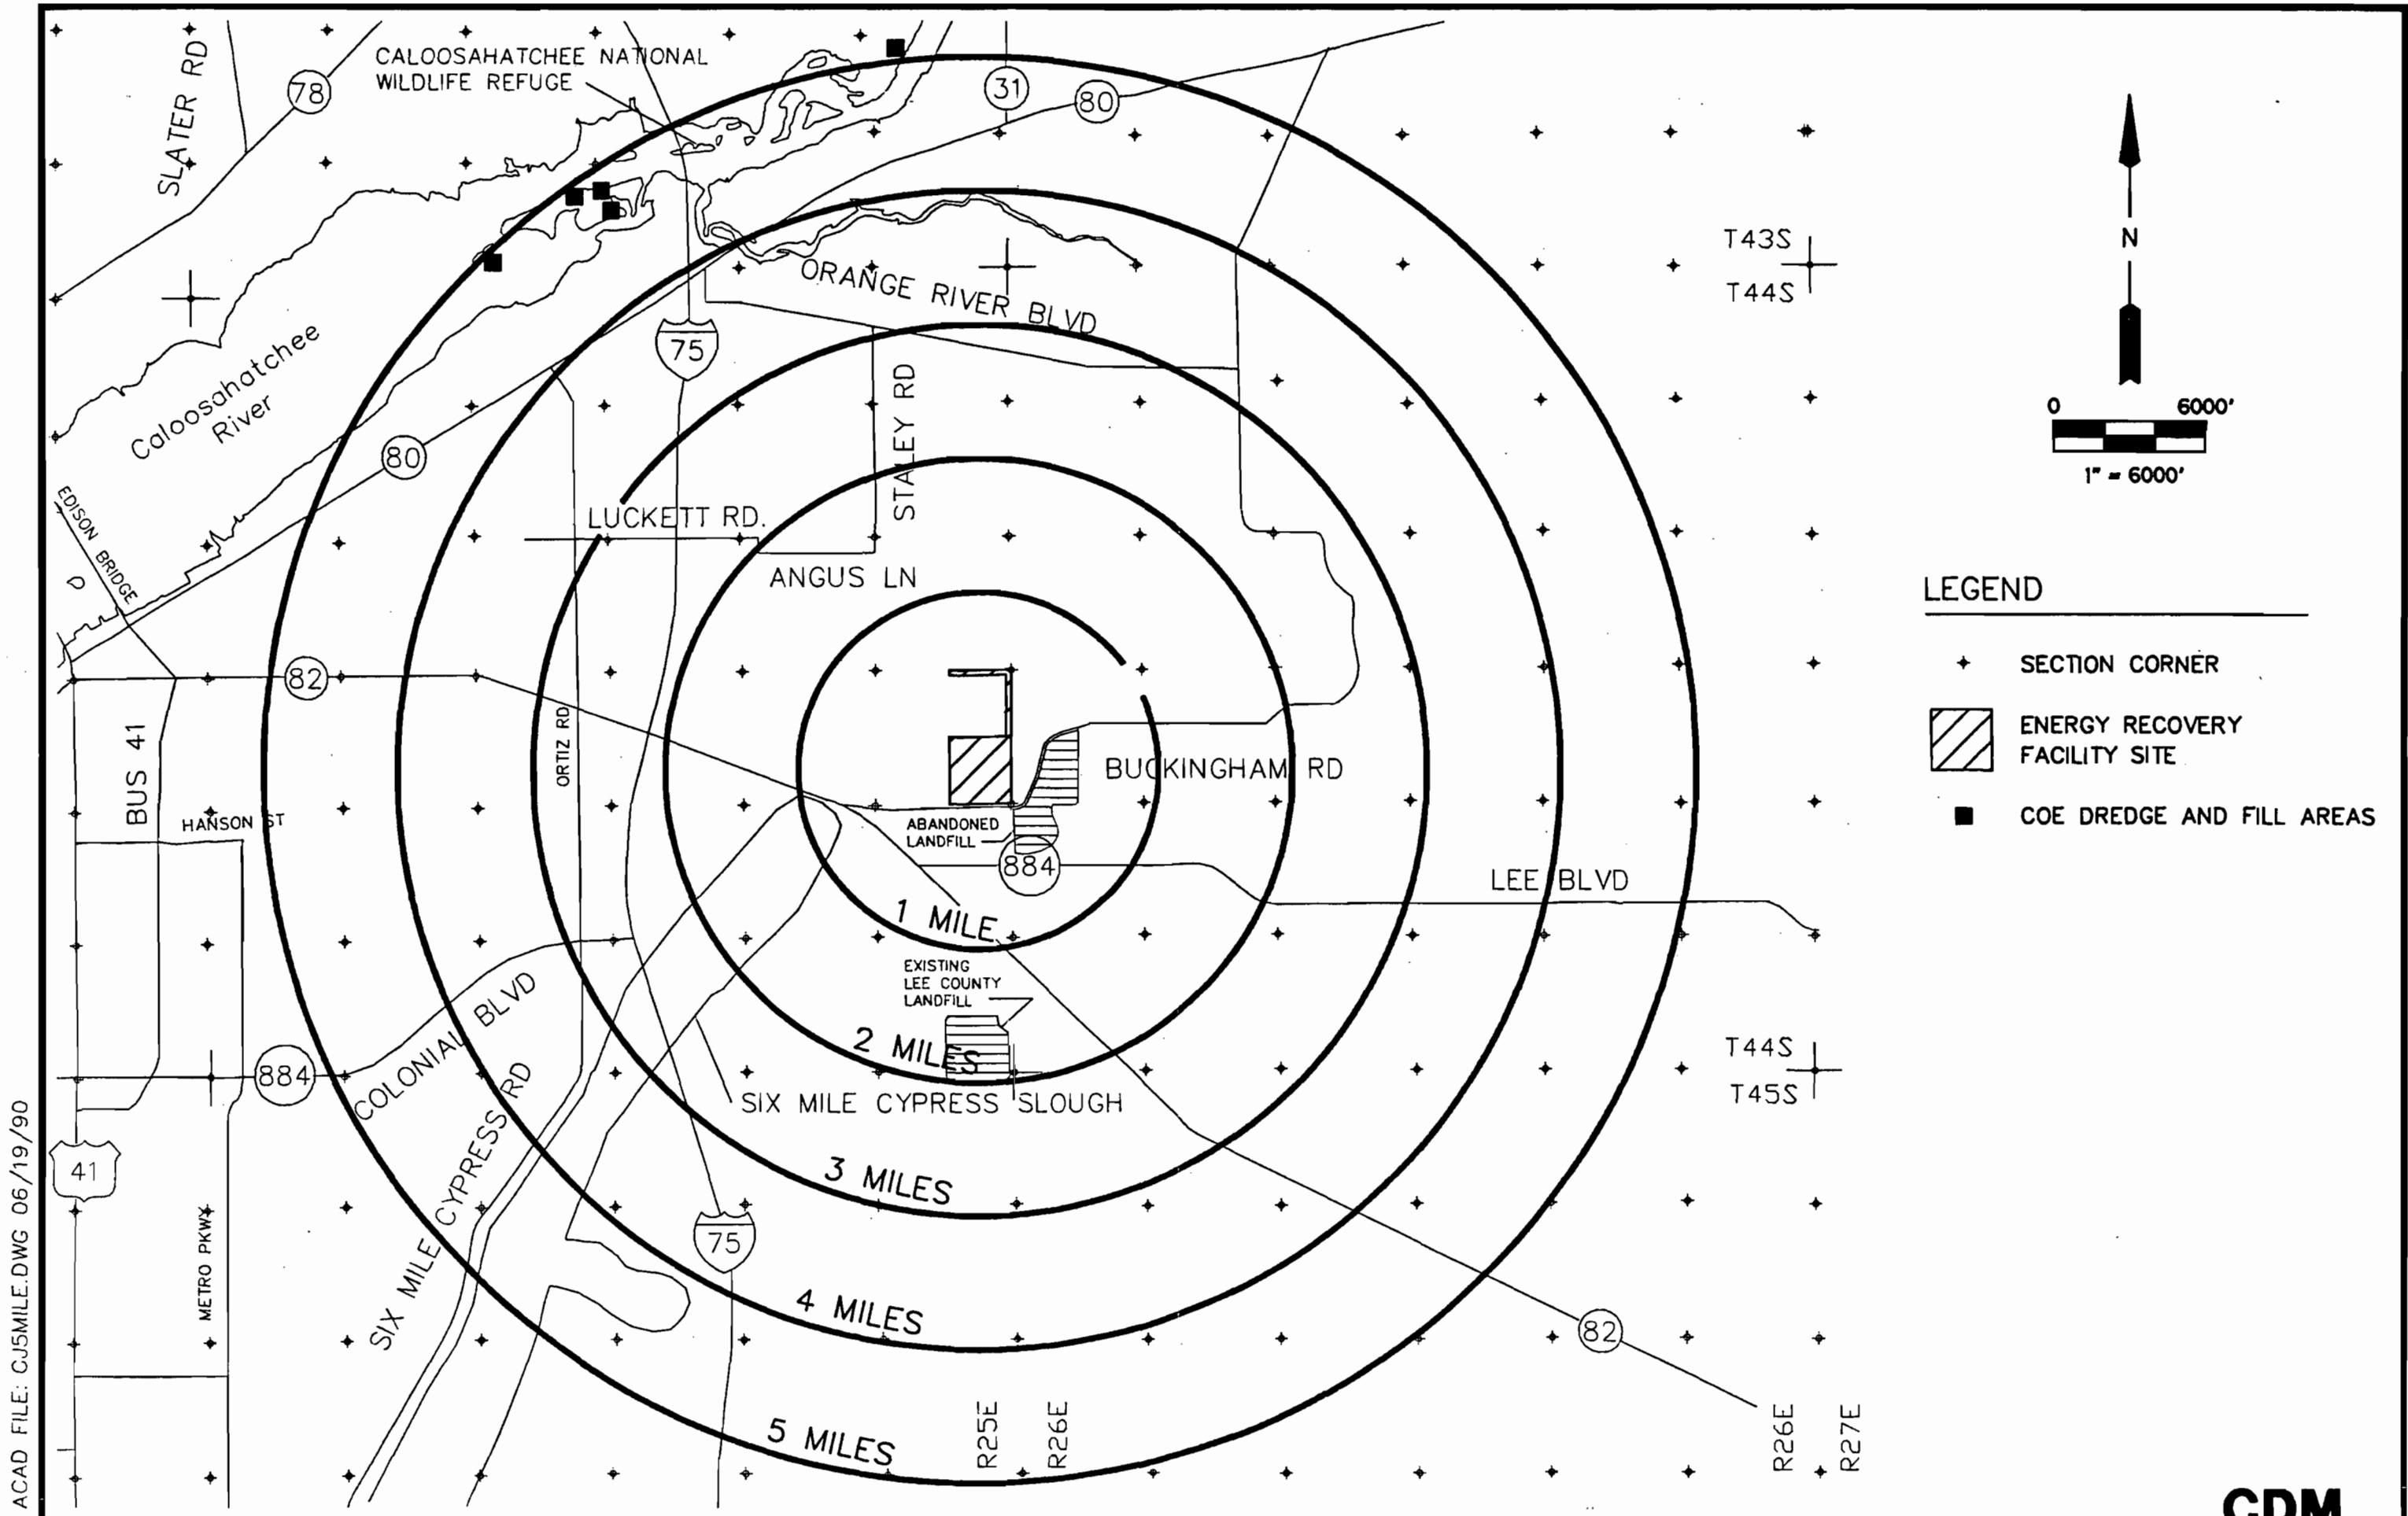 SLATER RD
78
CALOOSAHATCHEE NATIONAL
WILDLIFE REFUGE
31
80
T43S
T44S
N
0 6000'
1" = 6000'
ORANGE RIVER BLVD
75
Caloosahatchee
River
80
STALEY RD
EDISON BRIDGE
LUCKETT RD.
ANGUS LN
LEGEND
SECTION CORNER
ENERGY RECOVERY
FACILITY SITE
COE DREDGE AND FILL AREAS
82
BUS 41
ORTIZ RD
HANSON ST
BUCKINGHAM RD
ABANDONED
LANDFILL
884
LEE BLVD
1 MILE
EXISTING
LEE COUNTY
LANDFILL
2 MILES
COLONIAL BLVD
884
SIX MILE CYPRESS SLOUGH
T44S
T45S
41
SIX MILE CYPRESS RD
METRO PKWY
3 MILES
75
4 MILES
82
5 MILES
R25E
R26E
R26E
R27E
ACAD FILE: CJ5MILE.DWG 06/19/90
CDM